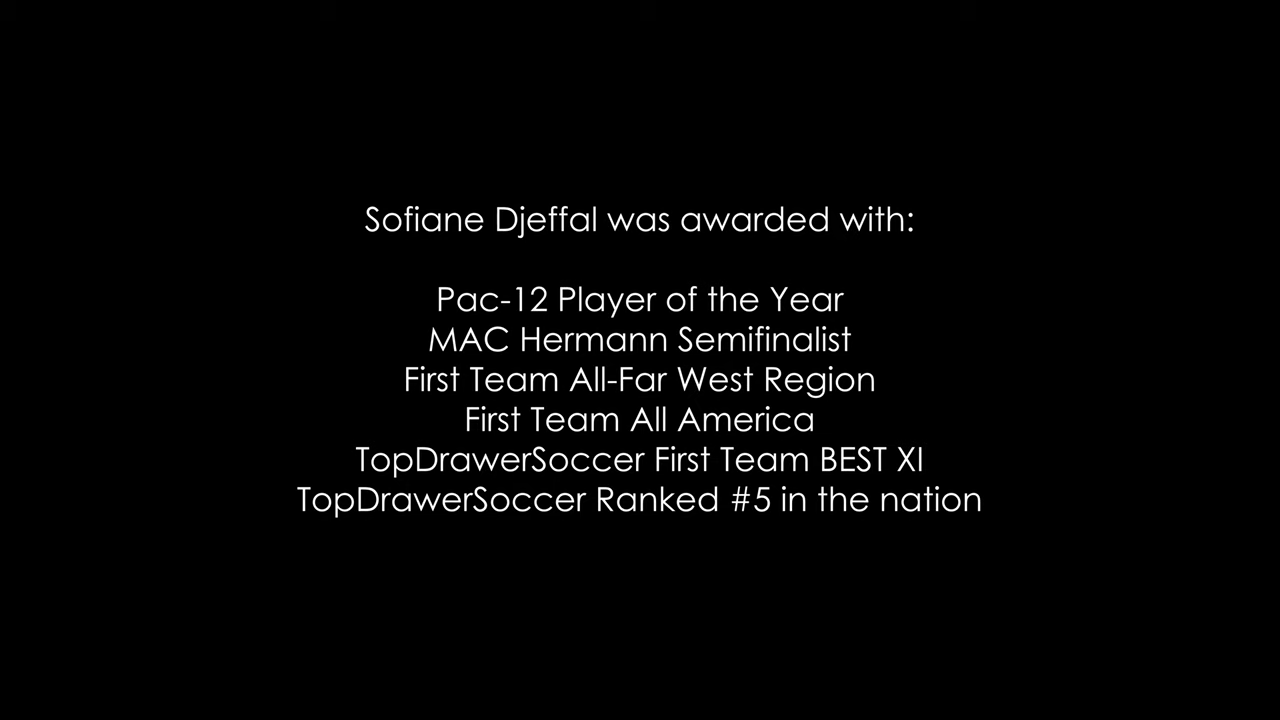 Sofiane Djeffal was awarded with:
Pac-12 Player of the Year
MAC Hermann Semifinalist
First Team All-Far West Region
First Team All America
TopDrawerSoccer First Team BEST XI
TopDrawerSoccer Ranked #5 in the nation